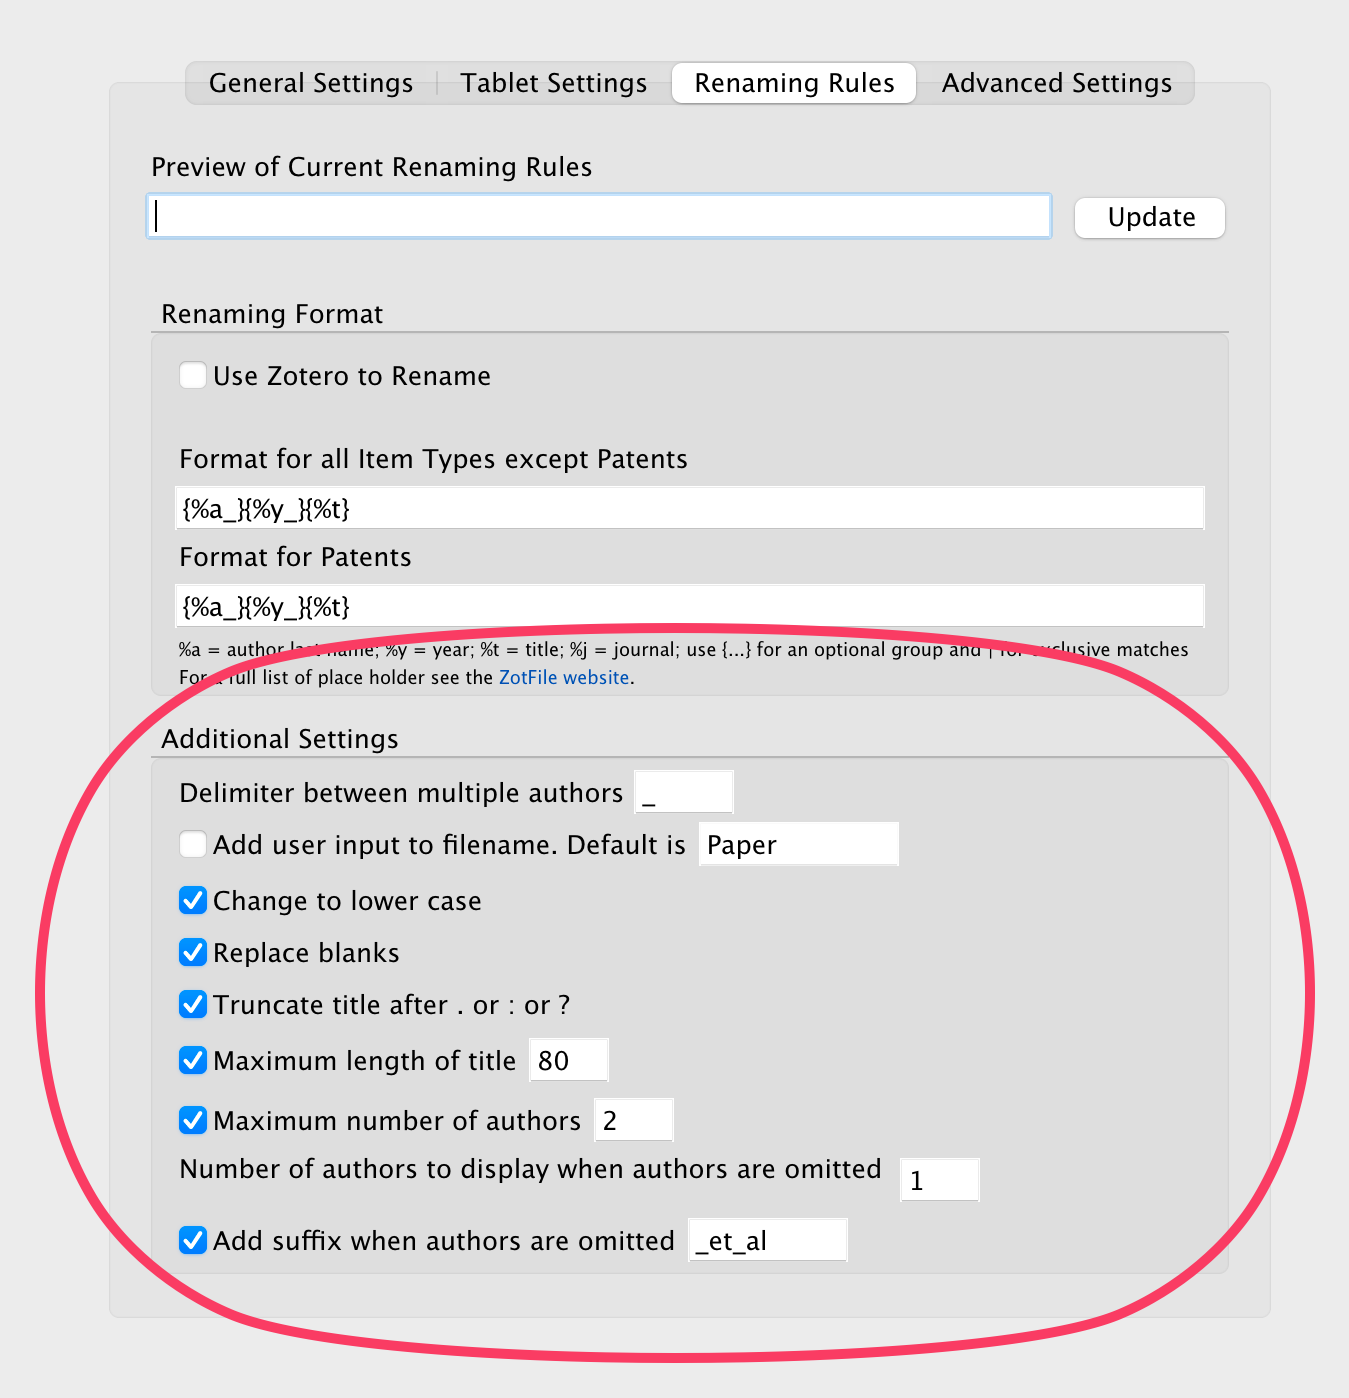 General Settings
Tablet Settings
Renaming Rules
Advanced Settings
Preview of Current Renaming Rules
Update
Renaming Format
Use Zotero to Rename
Format for all Item Types except Patents
{%a_}{%y_}{%t}
Format for Patents
{%a_}{%y_}{%t}
%a = author last name; %y = year; %t = title; %j = journal; use {...} for an optional group and | for exclusive matches
For a full list of place holder see the ZotFile website.
Additional Settings
Delimiter between multiple authors _
Add user input to filename. Default is Paper
Change to lower case
Replace blanks
Truncate title after . or : or ?
Maximum length of title 80
Maximum number of authors 2
Number of authors to display when authors are omitted 1
Add suffix when authors are omitted _et_al